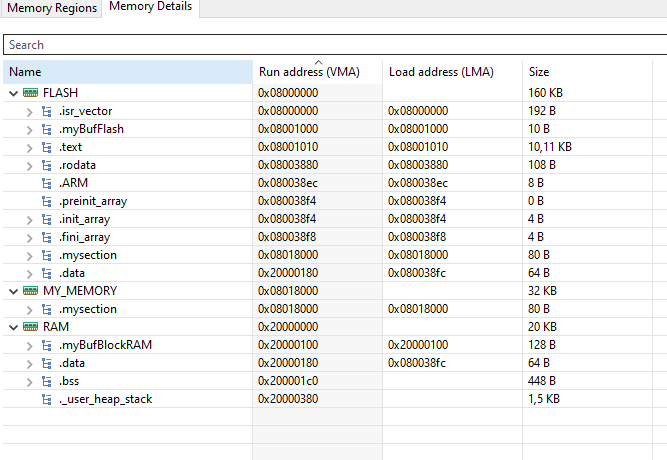 Memory Regions Memory Details
Search
Name Run address (VMA) Load address (LMA) Size
FLASH 0x08000000 160 KB
.isr_vector 0x08000000 0x08000000 192 B
.myBufFlash 0x08001000 0x08001000 10 B
.text 0x08001010 0x08001010 10,11 KB
.rodata 0x08003880 0x08003880 108 B
.ARM 0x080038ec 0x080038ec 8 B
.preinit_array 0x080038f4 0x080038f4 0 B
.init_array 0x080038f4 0x080038f4 4 B
.fini_array 0x080038f8 0x080038f8 4 B
.mysection 0x08018000 0x08018000 80 B
.data 0x20000180 0x080038fc 64 B
MY_MEMORY 0x08018000 32 KB
.mysection 0x08018000 0x08018000 80 B
RAM 0x20000000 20 KB
.myBufBlockRAM 0x20000100 0x20000100 128 B
.data 0x20000180 0x080038fc 64 B
.bss 0x200001c0 448 B
._user_heap_stack 0x20000380 1,5 KB